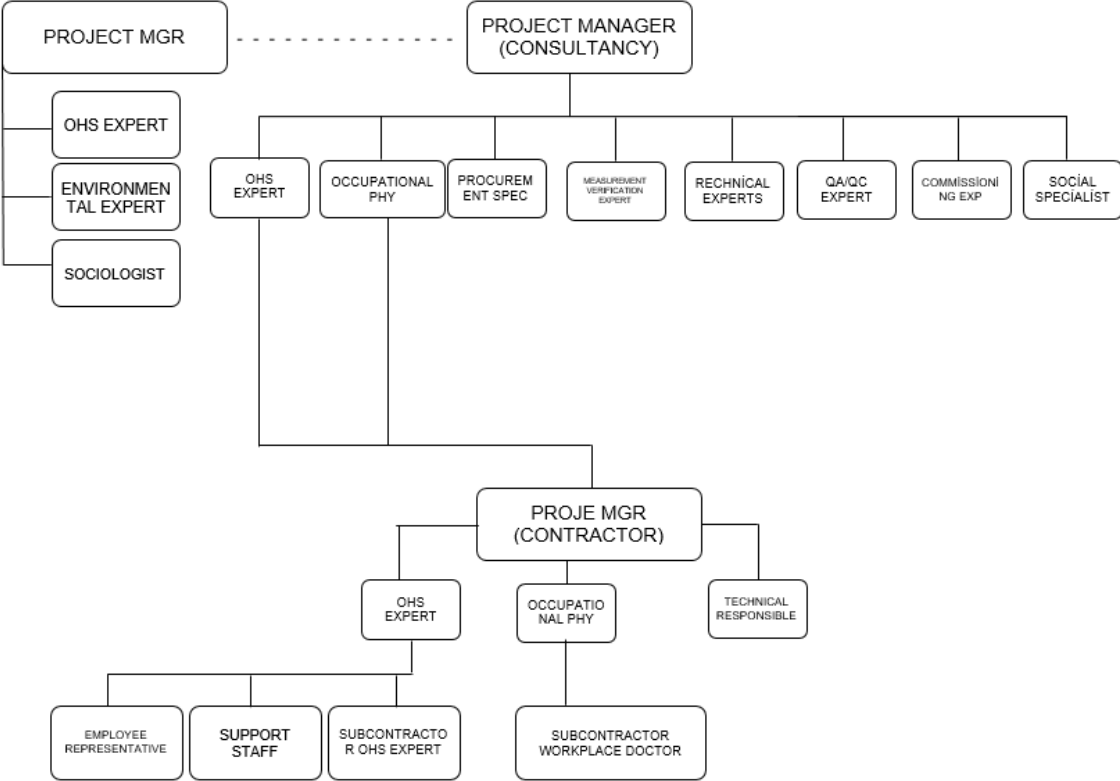 PROJECT MGR
PROJECT MANAGER
(CONSULTANCY)
OHS EXPERT
ENVIRONMEN
TAL EXPERT
SOCIOLOGIST
OHS
EXPERT
OCCUPATIONAL
PHY
PROCUREM
ENT SPEC
MEASUREMENT
VERIFICATION
EXPERT
RECHNİCAL
EXPERTS
QA/QC
EXPERT
COMMİSSİONİ
NG EXP
SOCİAL
SPECİALİST
PROJE MGR
(CONTRACTOR)
OHS
EXPERT
OCCUPATIO
NAL PHY
TECHNICAL
RESPONSIBLE
EMPLOYEE
REPRESENTATIVE
SUPPORT
STAFF
SUBCONTRACTO
R OHS EXPERT
SUBCONTRACTOR
WORKPLACE DOCTOR